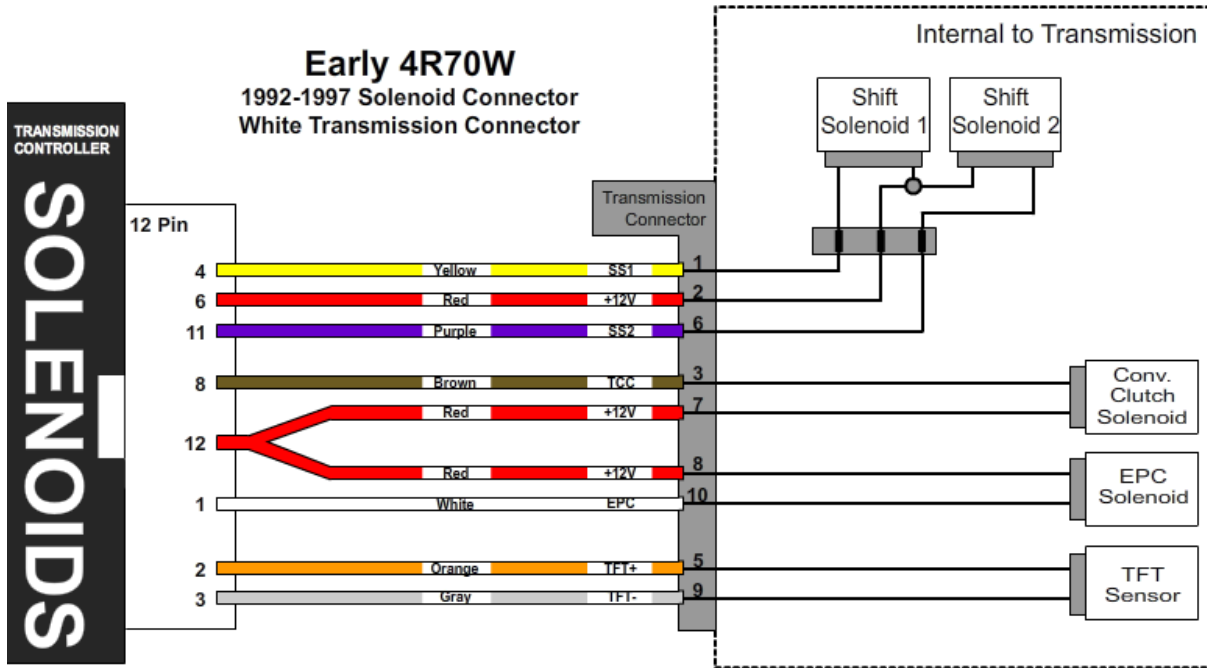 Internal to Transmission
Early 4R70W
1992-1997 Solenoid Connector
White Transmission Connector
TRANSMISSION
CONTROLLER
SOLENOIDS
12 Pin
Transmission
Connector
Shift
Solenoid 1
Shift
Solenoid 2
4 Yellow SS1 1
6 Red +12V 2
11 Purple SS2 6
8 Brown TCC 3
Red +12V 7
12
Red +12V 8
1 White EPC 10
2 Orange TFT+ 5
3 Gray TFT- 9
Conv.
Clutch
Solenoid
EPC
Solenoid
TFT
Sensor